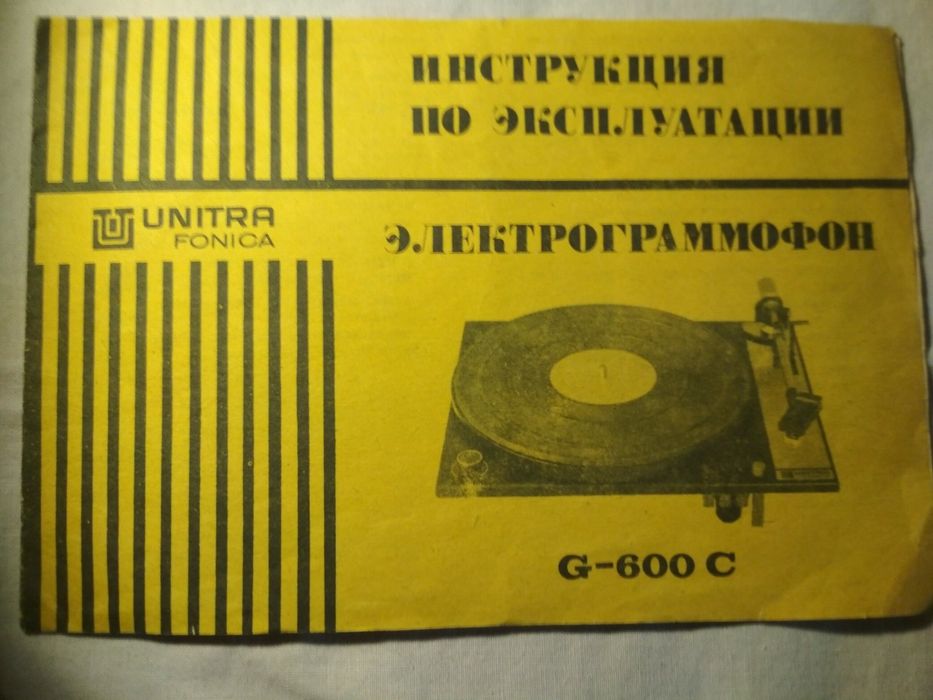 ИНСТРУКЦИЯ
ПО ЭКСПЛУАТАЦИИ
UNITRA
FONICA
ЭЛЕКТРОГРАММОФОН
G-600 C